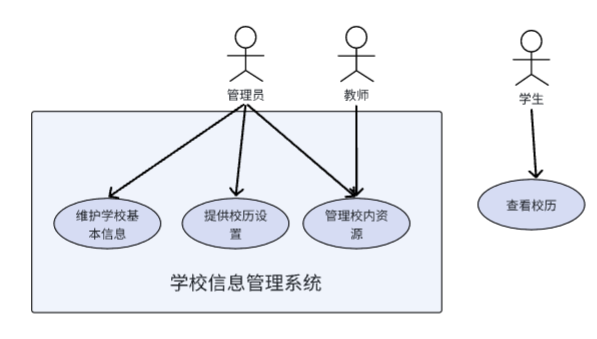 管理员
教师
学生
维护学校基
本信息
提供校历设
置
管理校内资
源
查看校历
学校信息管理系统